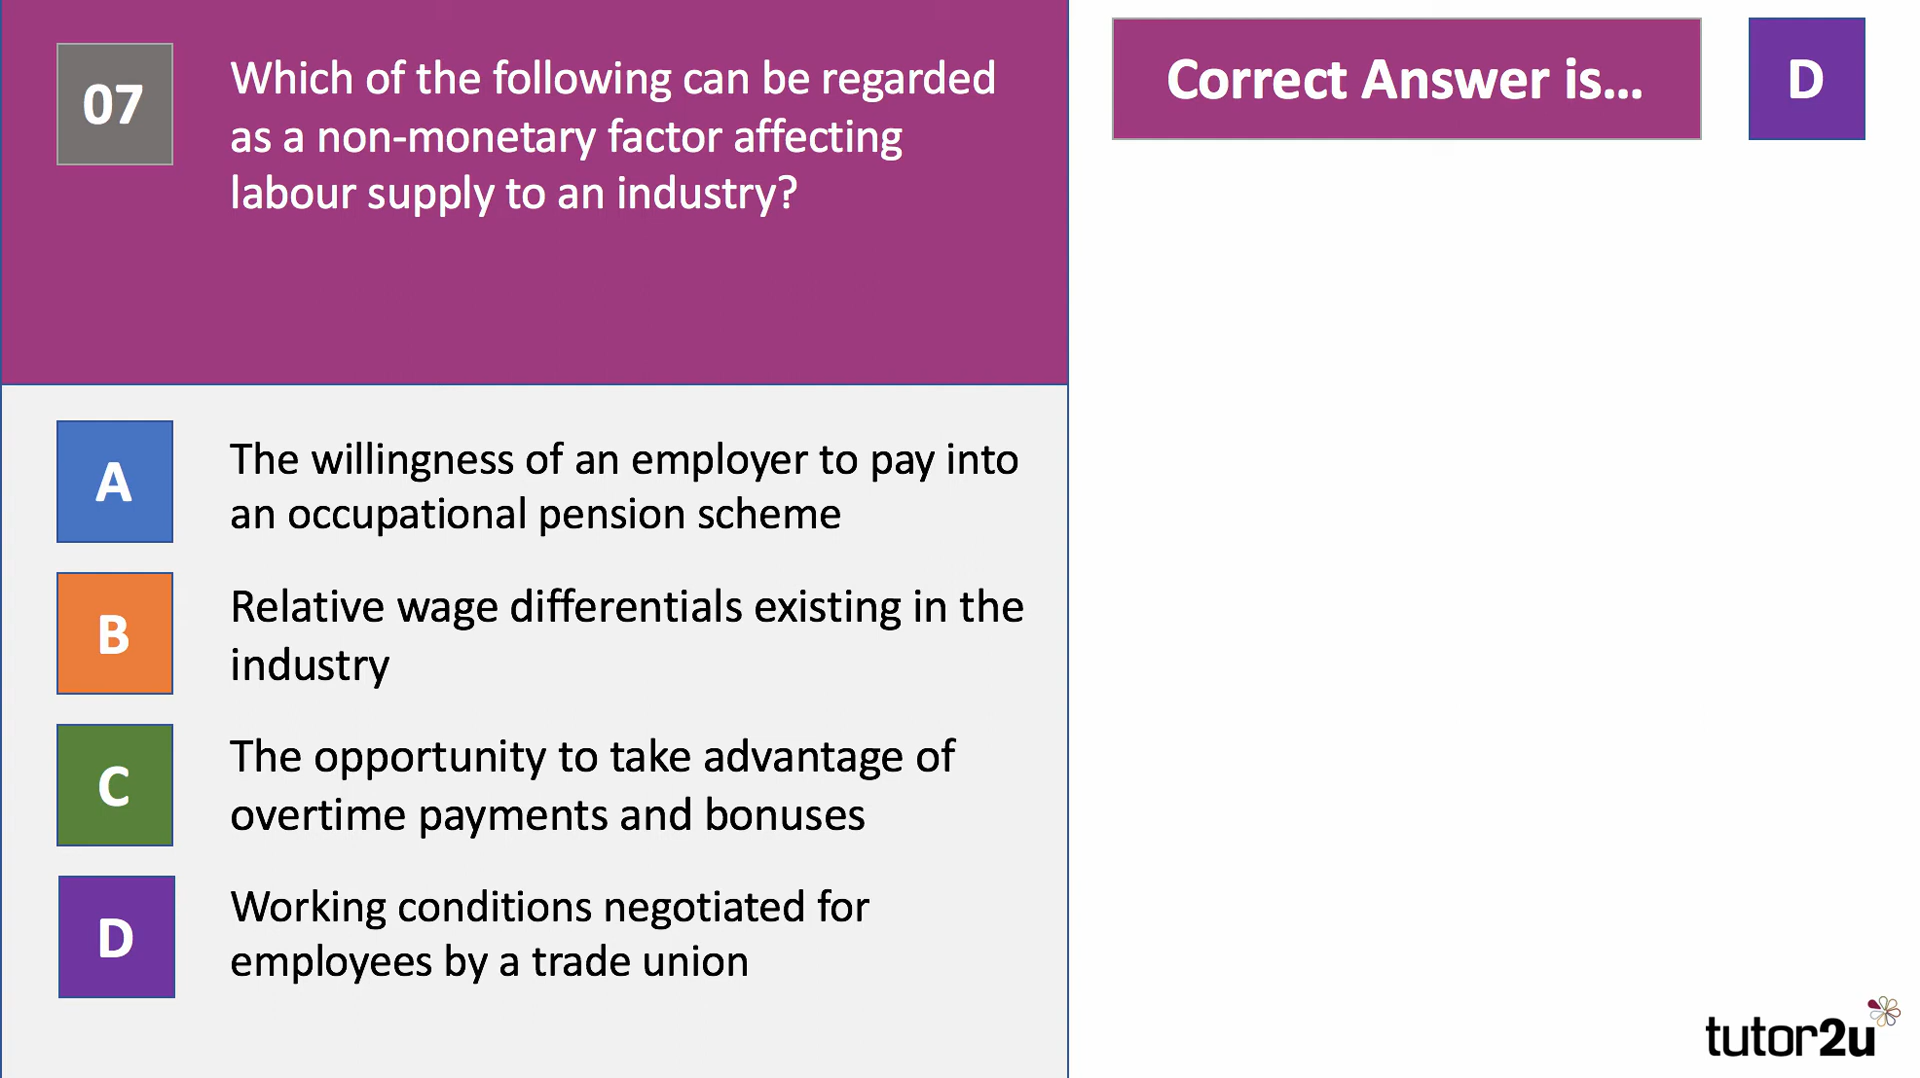 07
Which of the following can be regarded
as a non-monetary factor affecting
labour supply to an industry?
Correct Answer is...
D
A
The willingness of an employer to pay into
an occupational pension scheme
B
Relative wage differentials existing in the
industry
C
The opportunity to take advantage of
overtime payments and bonuses
D
Working conditions negotiated for
employees by a trade union
tutor2u